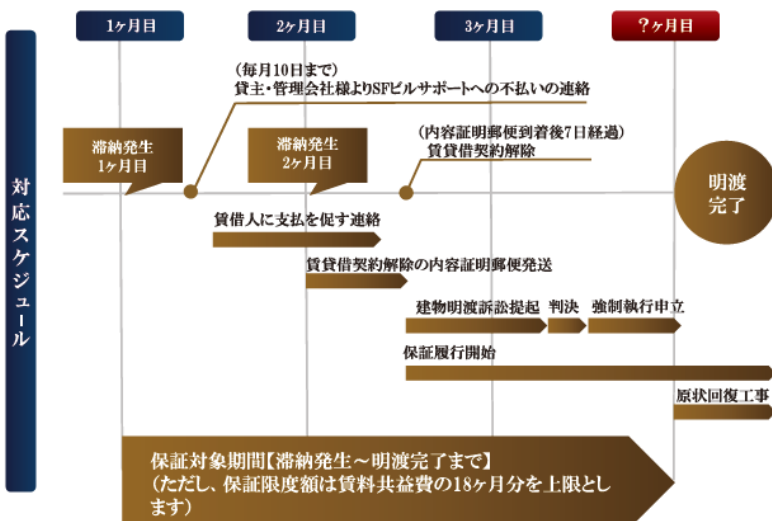 1ヶ月目
2ヶ月目
3ヶ月目
?ヶ月目
対応スケジュール
(毎月10日まで)
貸主・管理会社様よりSFビルサポートへの不払いの連絡
滞納発生
1ヶ月目
滞納発生
2ヶ月目
(内容証明郵便到着後7日経過)
賃貸借契約解除
明渡
完了
賃借人に支払を促す連絡
賃貸借契約解除の内容証明郵便発送
建物明渡訴訟提起
判決
強制執行申立
保証履行開始
原状回復工事
保証対象期間【滞納発生～明渡完了まで】
(ただし、保証限度額は賃料共益費の18ヶ月分を上限とし
ます)